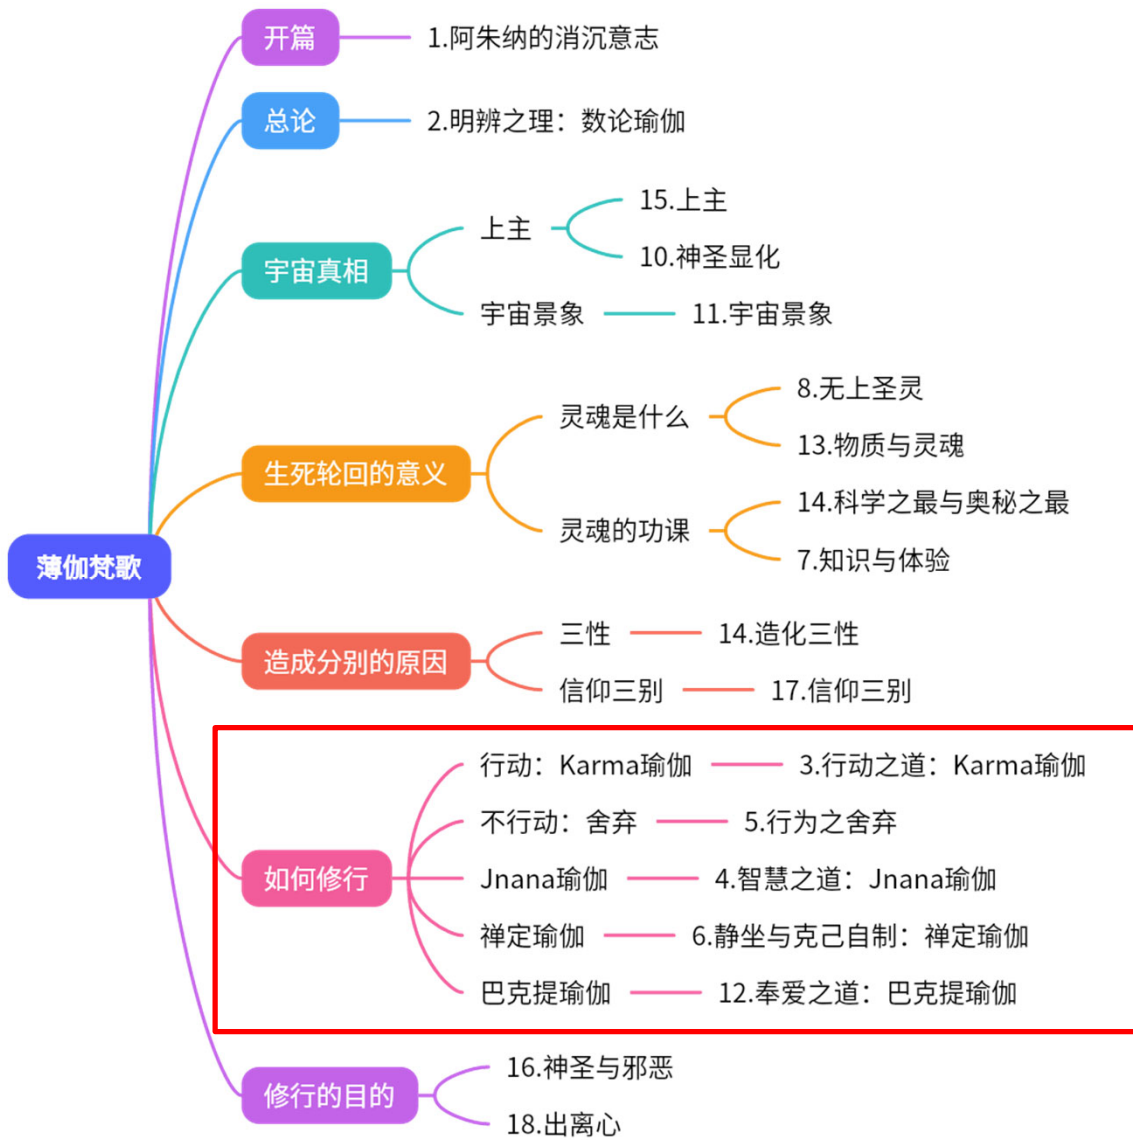 开篇
1.阿朱纳的消沉意志
总论
2.明辨之理：数论瑜伽
宇宙真相
上主
15.上主
10.神圣显化
宇宙景象
11.宇宙景象
生死轮回的意义
灵魂是什么
8.无上圣灵
13.物质与灵魂
灵魂的功课
14.科学之最与奥秘之最
7.知识与体验
薄伽梵歌
造成分别的原因
三性
14.造化三性
信仰三别
17.信仰三别
如何修行
行动：Karma瑜伽
3.行动之道：Karma瑜伽
不行动：舍弃
5.行为之舍弃
Jnana瑜伽
4.智慧之道：Jnana瑜伽
禅定瑜伽
6.静坐与克己自制：禅定瑜伽
巴克提瑜伽
12.奉爱之道：巴克提瑜伽
修行的目的
16.神圣与邪恶
18.出离心